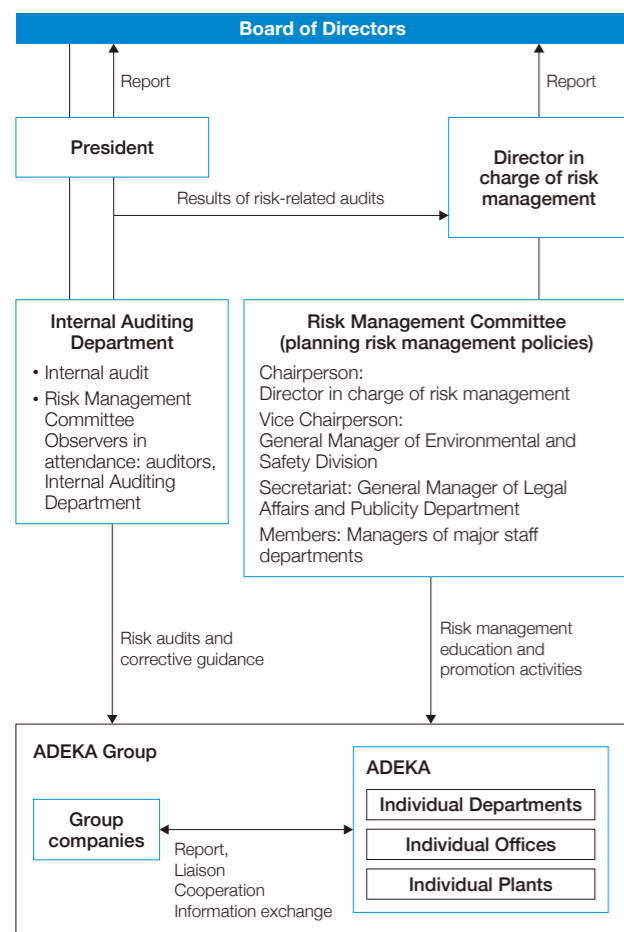 Board of Directors
Report
Report
President
Director in
charge of risk
management
Results of risk-related audits
Internal Auditing
Department
• Internal audit
• Risk Management
Committee
Observers in
attendance: auditors,
Internal Auditing
Department
Risk Management Committee
(planning risk management policies)
Chairperson:
Director in charge of risk management
Vice Chairperson:
General Manager of Environmental and
Safety Division
Secretariat: General Manager of Legal
Affairs and Publicity Department
Members: Managers of major staff
departments
Risk audits and
corrective guidance
Risk management
education and
promotion activities
ADEKA Group
Group
companies
Report,
Liaison
Cooperation
Information exchange
ADEKA
Individual Departments
Individual Offices
Individual Plants